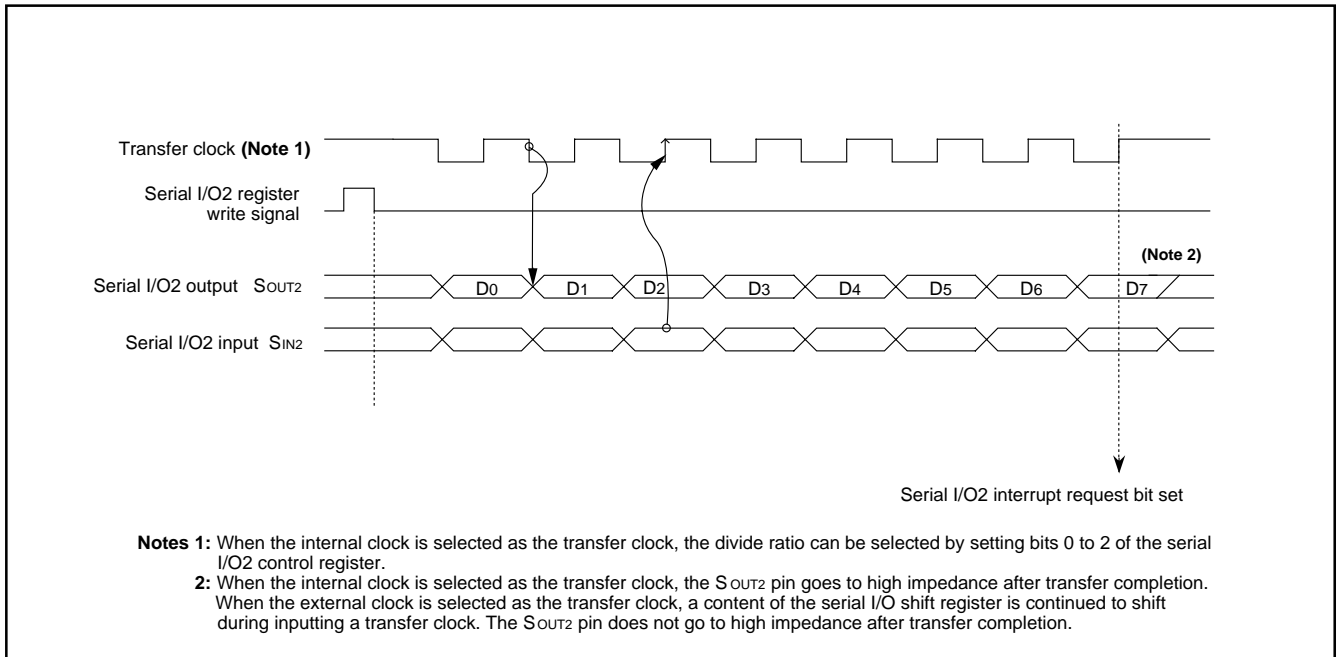 Transfer clock (Note 1)
Serial I/O2 register
write signal
(Note 2)
Serial I/O2 output SOUT2
D0 D1 D2 D3 D4 D5 D6 D7
Serial I/O2 input SIN2
Serial I/O2 interrupt request bit set
Notes 1: When the internal clock is selected as the transfer clock, the divide ratio can be selected by setting bits 0 to 2 of the serial
I/O2 control register.
2: When the internal clock is selected as the transfer clock, the SOUT2 pin goes to high impedance after transfer completion.
When the external clock is selected as the transfer clock, a content of the serial I/O shift register is continued to shift
during inputting a transfer clock. The SOUT2 pin does not go to high impedance after transfer completion.